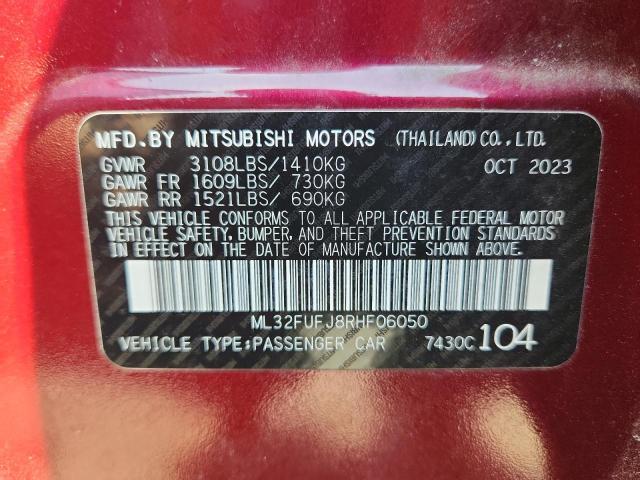 MFD.BY MITSUBISHI MOTORS (THAILAND)CO.,LTD.
GVWR 3108LBS/1410KG OCT 2023
GAWR FR 1609LBS/ 730KG
GAWR RR 1521LBS/ 690KG
THIS VEHICLE CONFORMS TO ALL APPLICABLE FEDERAL MOTOR
VEHICLE SAFETY, BUMPER, AND THEFT PREVENTION STANDARDS
IN EFFECT ON THE DATE OF MANUFACTURE SHOWN ABOVE.
ML32FUFJ8RHF06050
VEHICLE TYPE:PASSENGER CAR 7430C 104